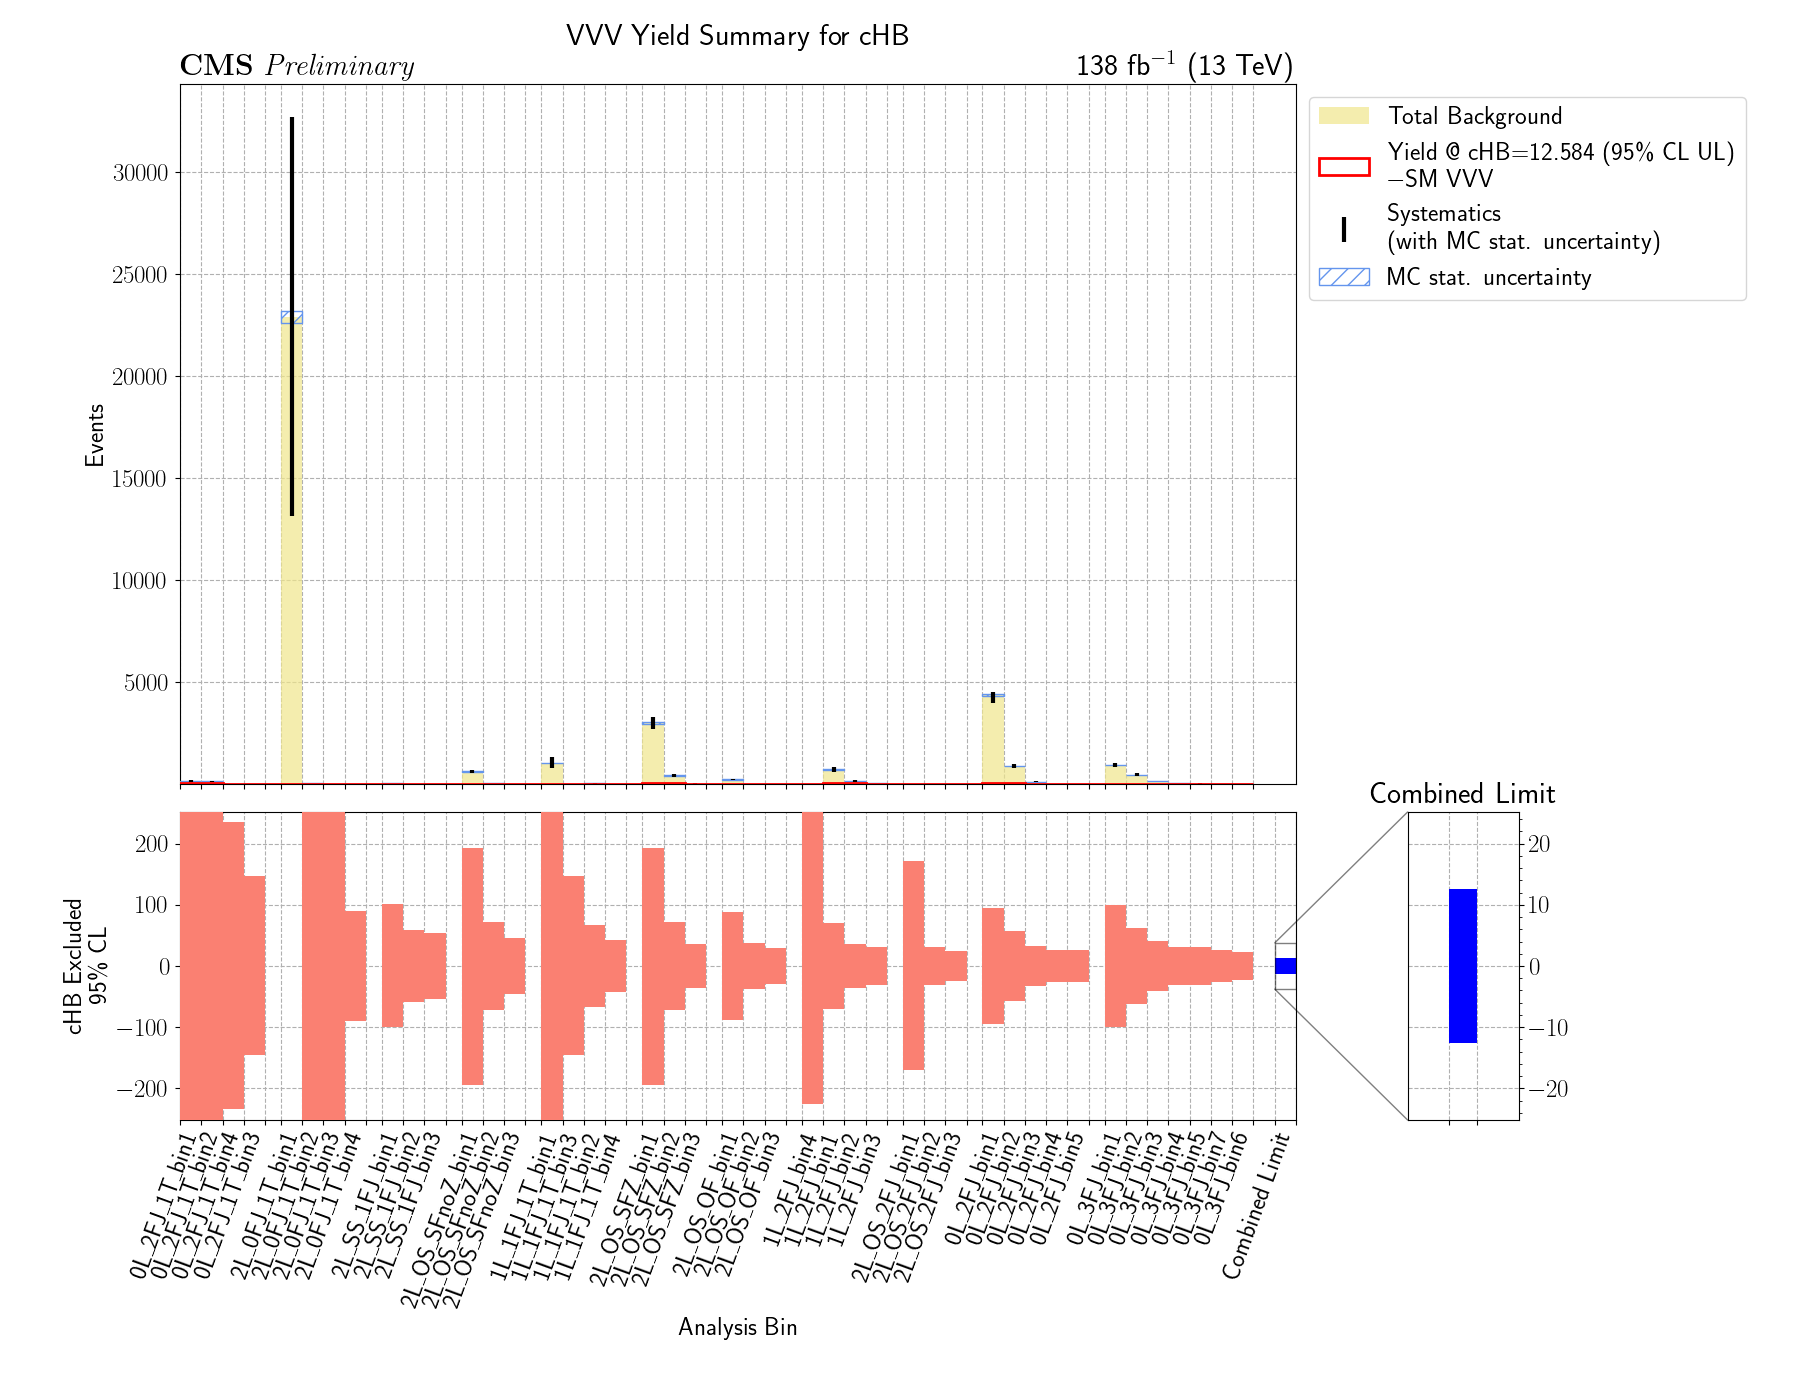 VVV Yield Summary for cHB
CMS Preliminary
138 fb⁻¹ (13 TeV)
Total Background
Yield @ cHB=12.584 (95% CL UL)
−SM VVV
Systematics
(with MC stat. uncertainty)
MC stat. uncertainty
30000
25000
20000
15000
10000
5000
Events
Combined Limit
200
100
0
−100
−200
cHB Excluded
95% CL
20
10
0
−10
−20
0L_2FJ_1T_bin1
0L_2FJ_1T_bin2
0L_2FJ_1T_bin4
0L_2FJ_1T_bin3
2L_0FJ_1T_bin1
2L_0FJ_1T_bin2
2L_0FJ_1T_bin3
2L_0FJ_1T_bin4
2L_SS_1FJ_bin1
2L_SS_1FJ_bin2
2L_SS_1FJ_bin3
2L_OS_SFnoZ_bin1
2L_OS_SFnoZ_bin2
2L_OS_SFnoZ_bin3
1L_1FJ_1T_bin1
1L_1FJ_1T_bin3
1L_1FJ_1T_bin2
1L_1FJ_1T_bin4
2L_OS_SFZ_bin1
2L_OS_SFZ_bin2
2L_OS_SFZ_bin3
2L_OS_OF_bin1
2L_OS_OF_bin2
2L_OS_OF_bin3
1L_2FJ_bin4
1L_2FJ_bin1
1L_2FJ_bin2
1L_2FJ_bin3
2L_OS_2FJ_bin1
2L_OS_2FJ_bin2
2L_OS_2FJ_bin3
0L_2FJ_bin1
0L_2FJ_bin2
0L_2FJ_bin3
0L_2FJ_bin4
0L_2FJ_bin5
0L_3FJ_bin1
0L_3FJ_bin2
0L_3FJ_bin3
0L_3FJ_bin4
0L_3FJ_bin5
0L_3FJ_bin7
0L_3FJ_bin6
Combined Limit
Analysis Bin